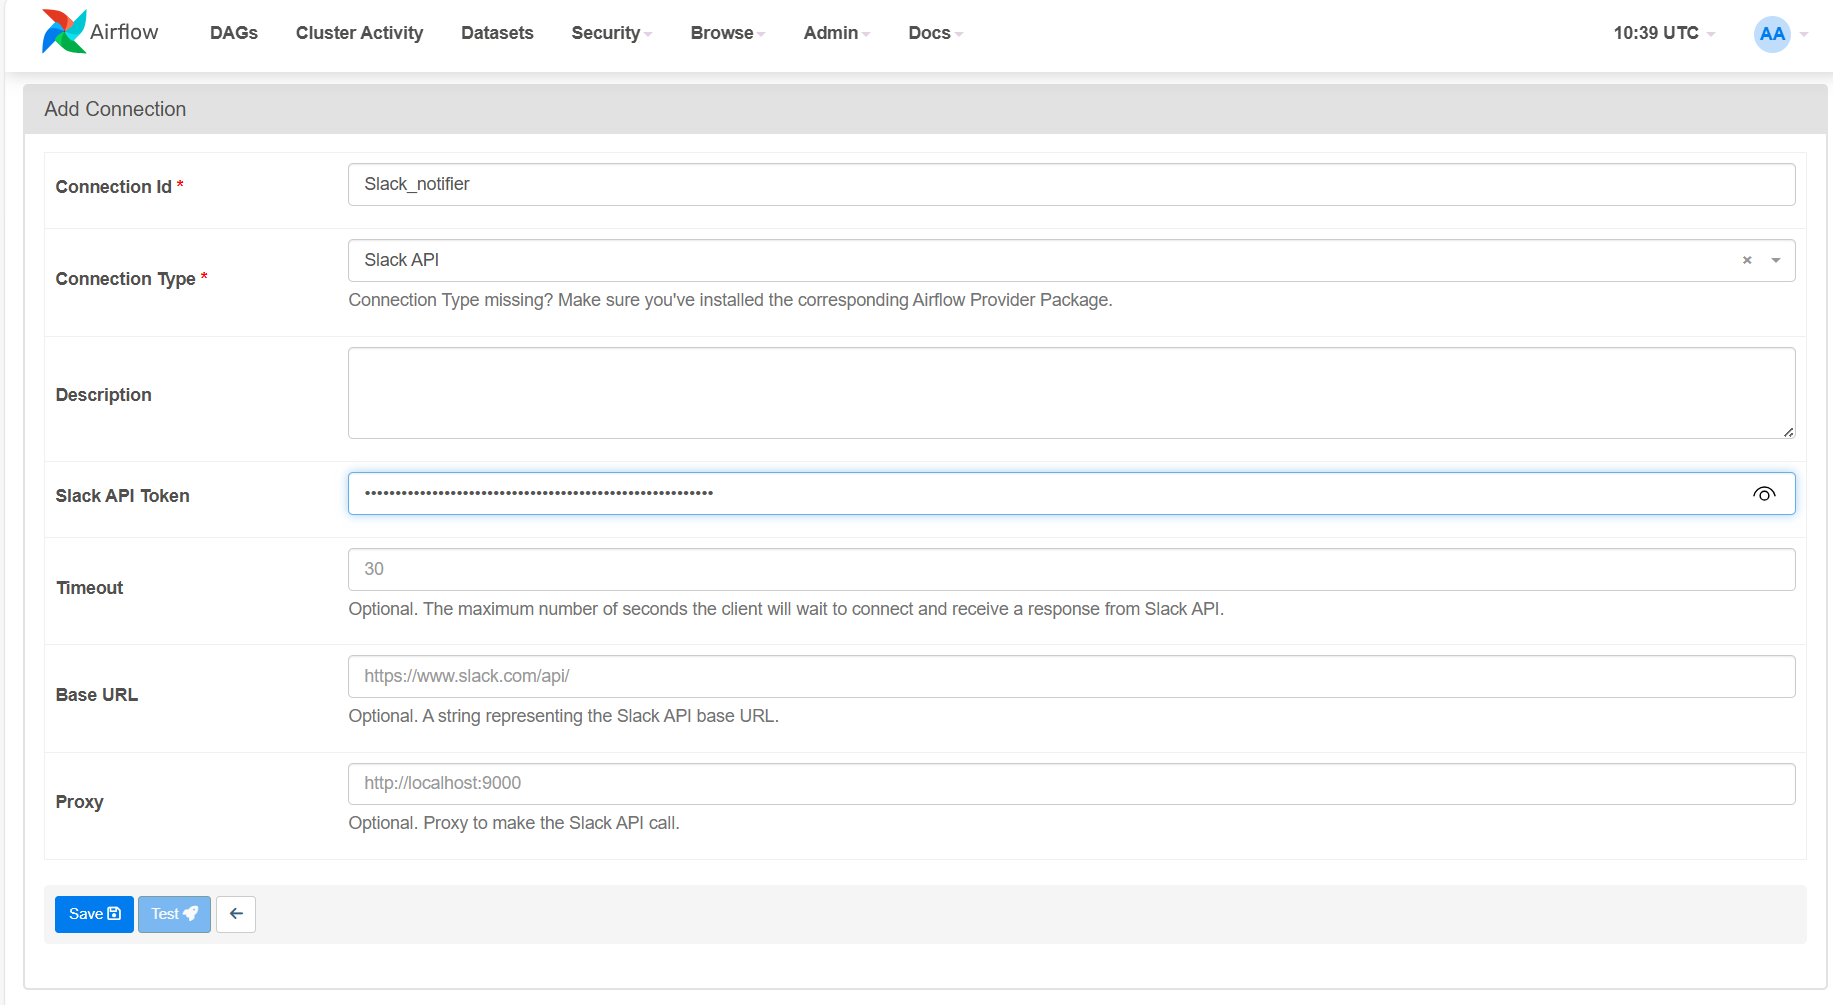 Airflow DAGs Cluster Activity Datasets Security Browse Admin Docs 10:39 UTC AA
Add Connection
Connection Id * Slack_notifier
Connection Type * Slack API ×
Connection Type missing? Make sure you've installed the corresponding Airflow Provider Package.
Description
Slack API Token
Timeout 30
Optional. The maximum number of seconds the client will wait to connect and receive a response from Slack API.
Base URL https://www.slack.com/api/
Optional. A string representing the Slack API base URL.
Proxy http://localhost:9000
Optional. Proxy to make the Slack API call.
Save Test